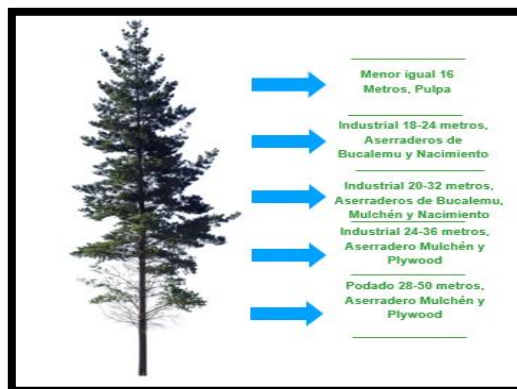 Menor igual 16
Metros, Pulpa
Industrial 18-24 metros,
Aserraderos de
Bucalemu y Nacimiento
Industrial 20-32 metros,
Aserraderos de Bucalemu,
Mulchén y Nacimiento
Industrial 24-36 metros,
Aserradero Mulchén y
Plywood
Podado 28-50 metros,
Aserradero Mulchén y
Plywood